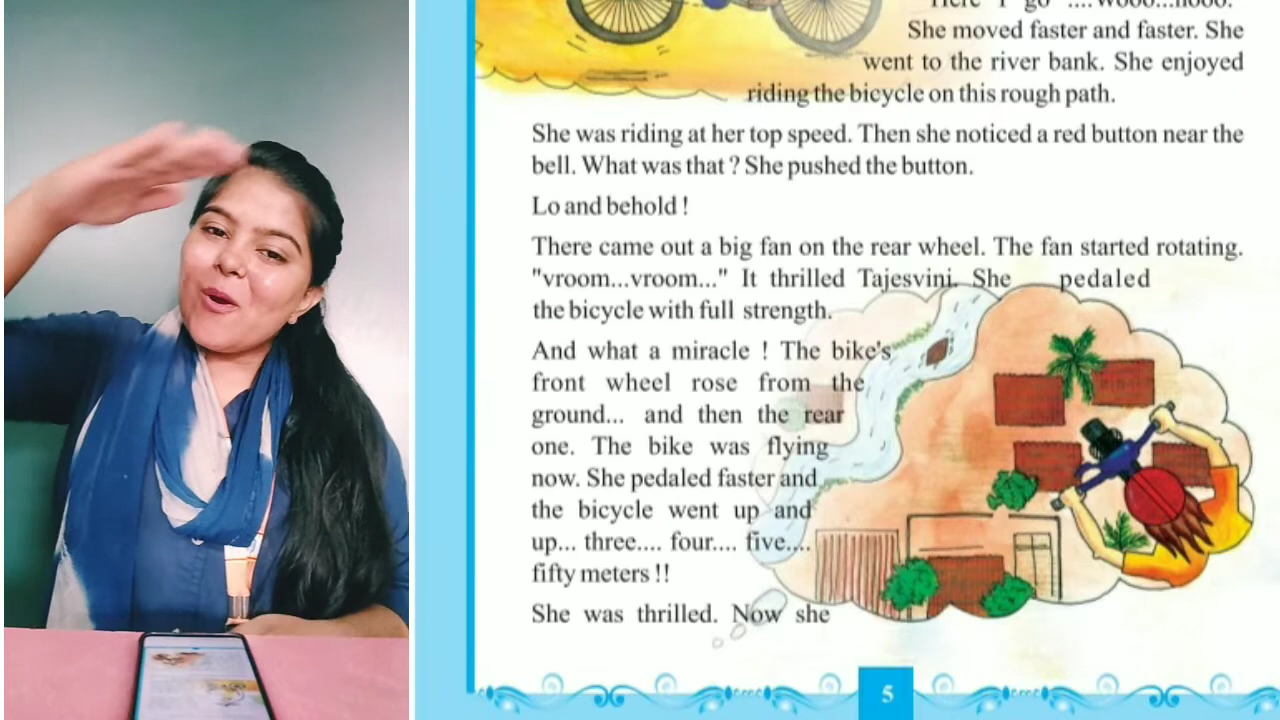 Here I go ....wooo...hooo.
She moved faster and faster. She
went to the river bank. She enjoyed
riding the bicycle on this rough path.
She was riding at her top speed. Then she noticed a red button near the
bell. What was that ? She pushed the button.
Lo and behold !
There came out a big fan on the rear wheel. The fan started rotating.
"vroom...vroom..." It thrilled Tajesvini. She pedaled
the bicycle with full strength.
And what a miracle ! The bike's
front wheel rose from the
ground... and then the rear
one. The bike was flying
now. She pedaled faster and
the bicycle went up and
up... three.... four.... five....
fifty meters !!
She was thrilled. Now she
5